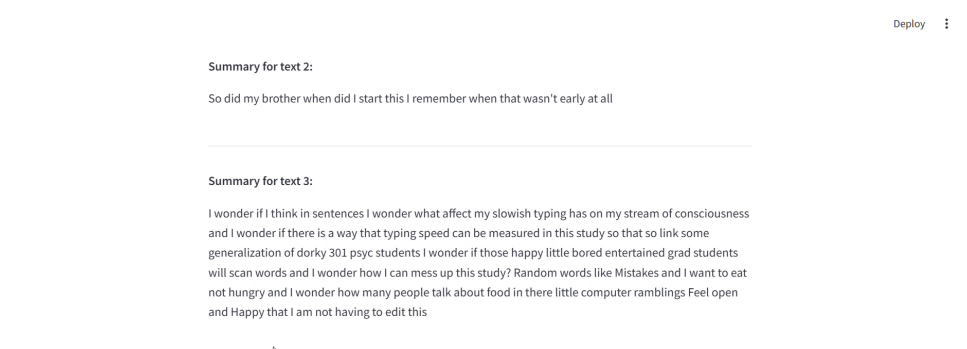 Deploy
Summary for text 2:
So did my brother when did I start this I remember when that wasn't early at all
Summary for text 3:
I wonder if I think in sentences I wonder what affect my slowish typing has on my stream of consciousness
and I wonder if there is a way that typing speed can be measured in this study so that so link some
generalization of dorky 301 psyc students I wonder if those happy little bored entertained grad students
will scan words and I wonder how I can mess up this study? Random words like Mistakes and I want to eat
not hungry and I wonder how many people talk about food in there little computer ramblings Feel open
and Happy that I am not having to edit this